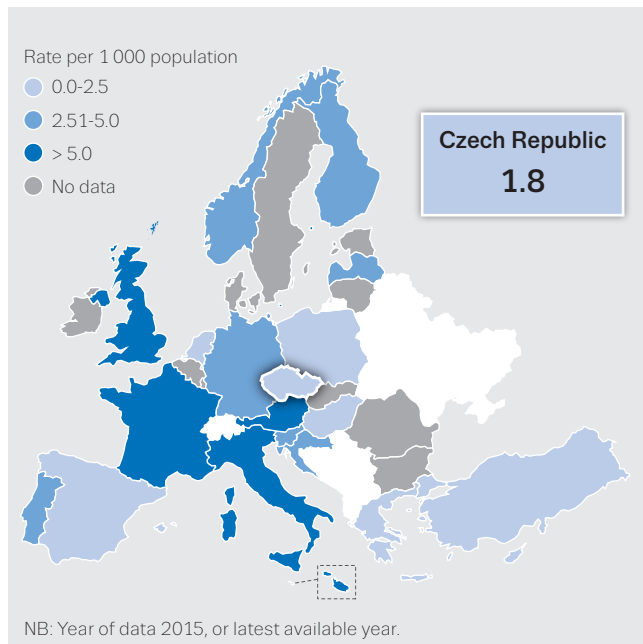 Rate per 1 000 population
0.0-2.5
2.51-5.0
> 5.0
No data
Czech Republic
1.8
NB: Year of data 2015, or latest available year.